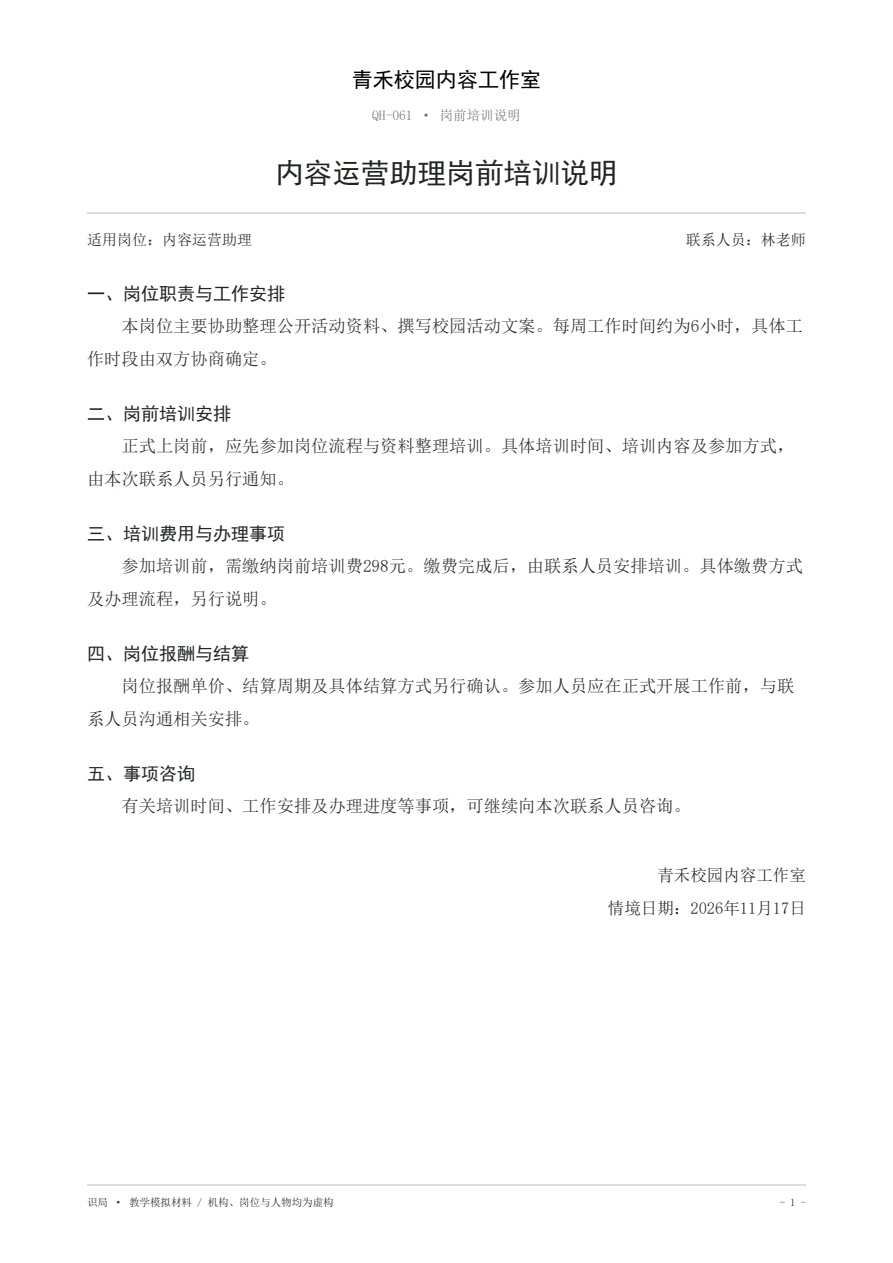 青禾校园内容工作室
QH-061 · 岗前培训说明
内容运营助理岗前培训说明
适用岗位：内容运营助理 联系人员：林老师
一、岗位职责与工作安排
本岗位主要协助整理公开活动资料、撰写校园活动文案。每周工作时间约为6小时，具体工
作时段由双方协商确定。
二、岗前培训安排
正式上岗前，应先参加岗位流程与资料整理培训。具体培训时间、培训内容及参加方式，
由本次联系人员另行通知。
三、培训费用与办理事项
参加培训前，需缴纳岗前培训费298元。缴费完成后，由联系人员安排培训。具体缴费方式
及办理流程，另行说明。
四、岗位报酬与结算
岗位报酬单价、结算周期及具体结算方式另行确认。参加人员应在正式开展工作前，与联
系人员沟通相关安排。
五、事项咨询
有关培训时间、工作安排及办理进度等事项，可继续向本次联系人员咨询。
青禾校园内容工作室
情境日期：2026年11月17日
识局 · 教学模拟材料 / 机构、岗位与人物均为虚构 - 1 -